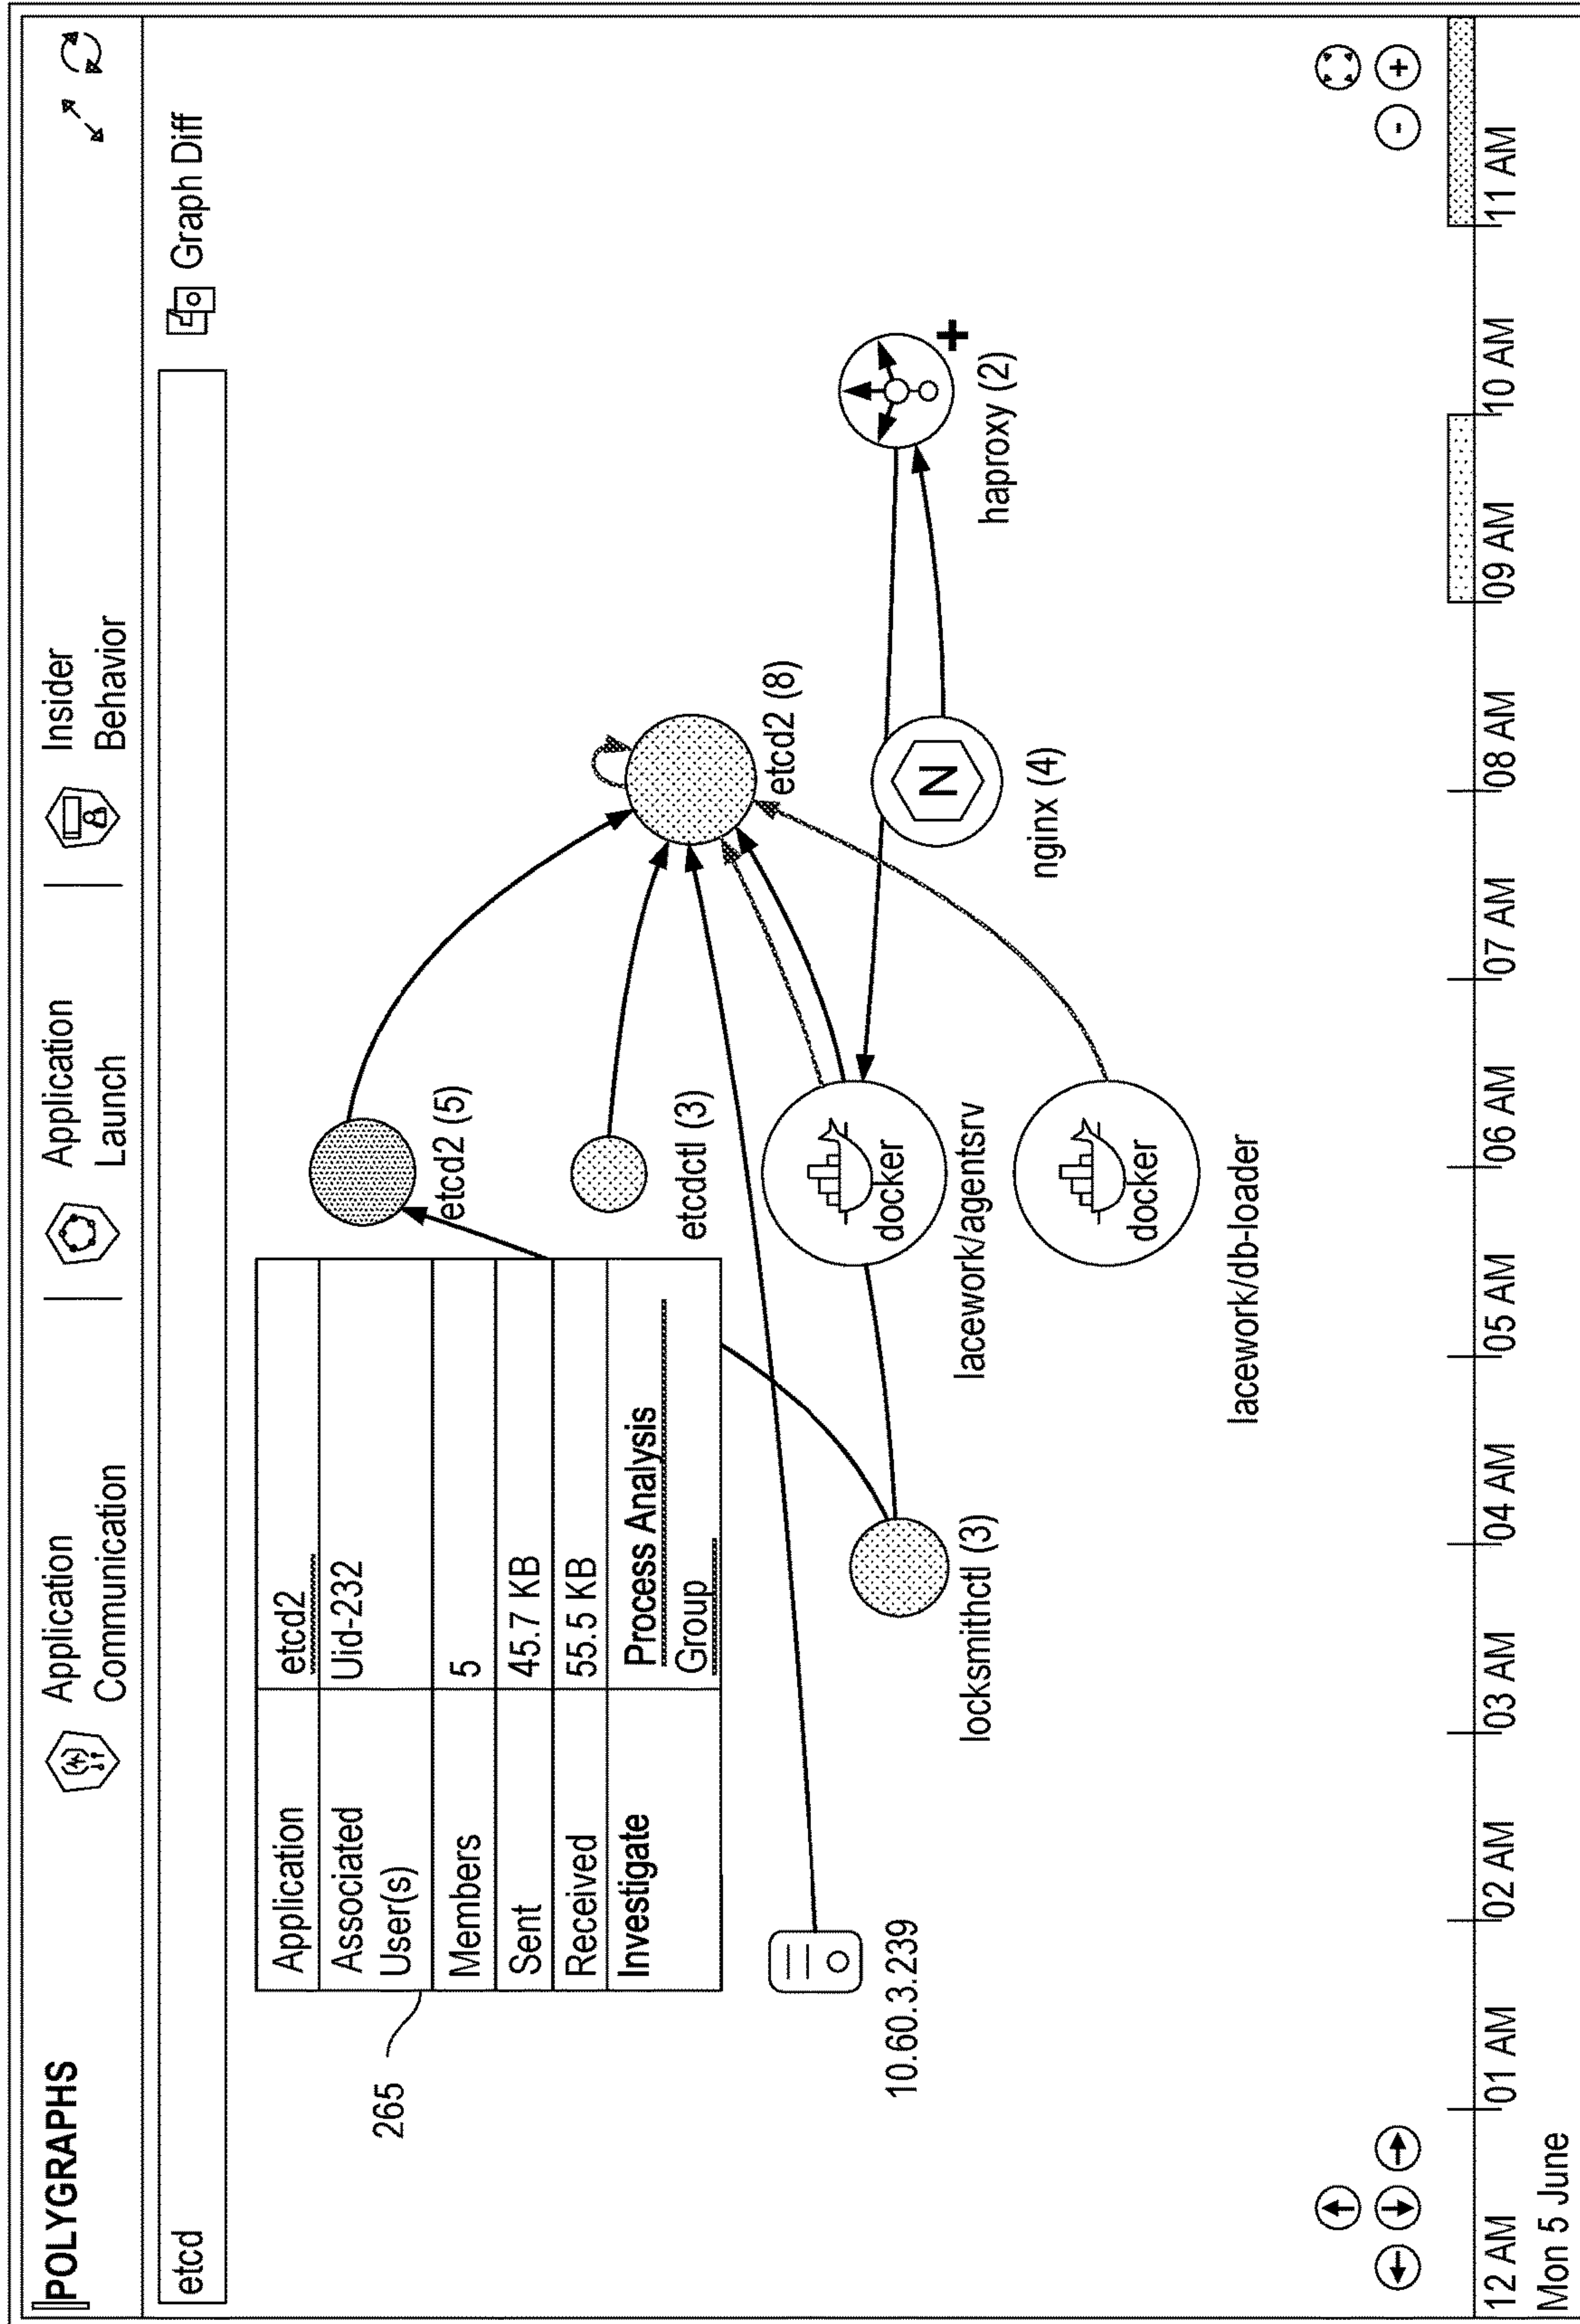 POLYGRAPHS
Application
Communication
Application
Launch
Insider
Behavior
etcd
Graph Diff
Application etcd2
Associated Uid-232
User(s)
Members 5
Sent 45.7 KB
Received 55.5 KB
Investigate Process Analysis
Group
265
etcd2 (5)
etcdctl (3)
etcd2 (8)
10.60.3.239
locksmithctl (3)
docker
lacework/agentsrv
docker
lacework/db-loader
N
nginx (4)
+
haproxy (2)
- +
12 AM 01 AM 02 AM 03 AM 04 AM 05 AM 06 AM 07 AM 08 AM 09 AM 10 AM 11 AM
Mon 5 June